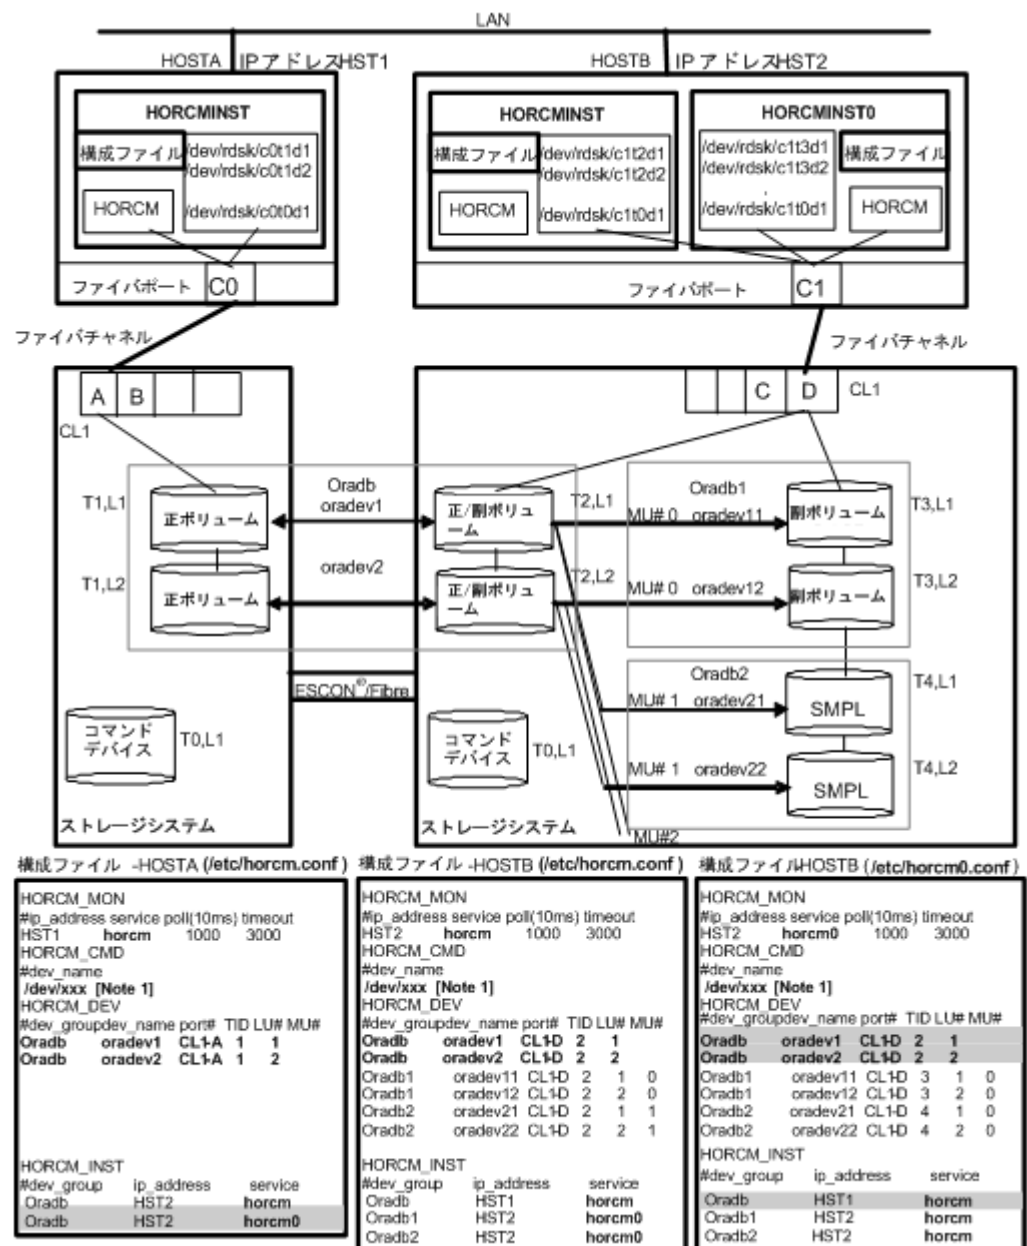 LAN
HOSTA IPアドレスHST1
HOSTB IPアドレスHST2
HORCMINST
構成ファイル
/dev/rdsk/c0t1d1
/dev/rdsk/c0t1d2
HORCM
/dev/rdsk/c0t0d1
ファイバポート C0
HORCMINST
構成ファイル
/dev/rdsk/c1t2d1
/dev/rdsk/c1t2d2
HORCM
/dev/rdsk/c1t0d1
HORCMINST0
/dev/rdsk/c1t3d1
/dev/rdsk/c1t3d2
構成ファイル
/dev/rdsk/c1t0d1
HORCM
ファイバポート C1
ファイバチャネル
ファイバチャネル
A B
CL1
C D CL1
T1,L1
正ボリューム
Oradb
oradev1
正/副ボリュ
ーム
T2,L1
Oradb1
MU# 0 oradev11
副ボリューム
T3,L1
T1,L2
正ボリューム
oradev2
正/副ボリュ
ーム
T2,L2
MU# 0 oradev12
副ボリューム
T3,L2
ESCON®/Fibre
Oradb2
MU# 1 oradev21
SMPL
T4,L1
MU# 1 oradev22
SMPL
T4,L2
MU#2
コマンド
デバイス
T0,L1
コマンド
デバイス
T0,L1
ストレージシステム
ストレージシステム
構成ファイル -HOSTA (/etc/horcm.conf )
HORCM_MON
#ip_address service poll(10ms) timeout
HST1 horcm 1000 3000
HORCM_CMD
#dev_name
/dev/xxx [Note 1]
HORCM_DEV
#dev_groupdev_name port# TID LU# MU#
Oradb oradev1 CL1-A 1 1
Oradb oradev2 CL1-A 1 2
HORCM_INST
#dev_group ip_address service
Oradb HST2 horcm
Oradb HST2 horcm0
構成ファイル -HOSTB (/etc/horcm.conf )
HORCM_MON
#ip_address service poll(10ms) timeout
HST2 horcm 1000 3000
HORCM_CMD
#dev_name
/dev/xxx [Note 1]
HORCM_DEV
#dev_groupdev_name port# TID LU# MU#
Oradb oradev1 CL1-D 2 1
Oradb oradev2 CL1-D 2 2
Oradb1 oradev11 CL1-D 2 1 0
Oradb1 oradev12 CL1-D 2 2 0
Oradb2 oradev21 CL1-D 2 1 1
Oradb2 oradev22 CL1-D 2 2 1
HORCM_INST
#dev_group ip_address service
Oradb HST1 horcm
Oradb1 HST2 horcm0
Oradb2 HST2 horcm0
構成ファイルHOSTB (/etc/horcm0.conf )
HORCM_MON
#ip_address service poll(10ms) timeout
HST2 horcm0 1000 3000
HORCM_CMD
#dev_name
/dev/xxx [Note 1]
HORCM_DEV
#dev_groupdev_name port# TID LU# MU#
Oradb oradev1 CL1-D 2 1
Oradb oradev2 CL1-D 2 2
Oradb1 oradev11 CL1-D 3 1 0
Oradb1 oradev12 CL1-D 3 2 0
Oradb2 oradev21 CL1-D 4 1 0
Oradb2 oradev22 CL1-D 4 2 0
HORCM_INST
#dev_group ip_address service
Oradb HST1 horcm
Oradb1 HST2 horcm
Oradb2 HST2 horcm